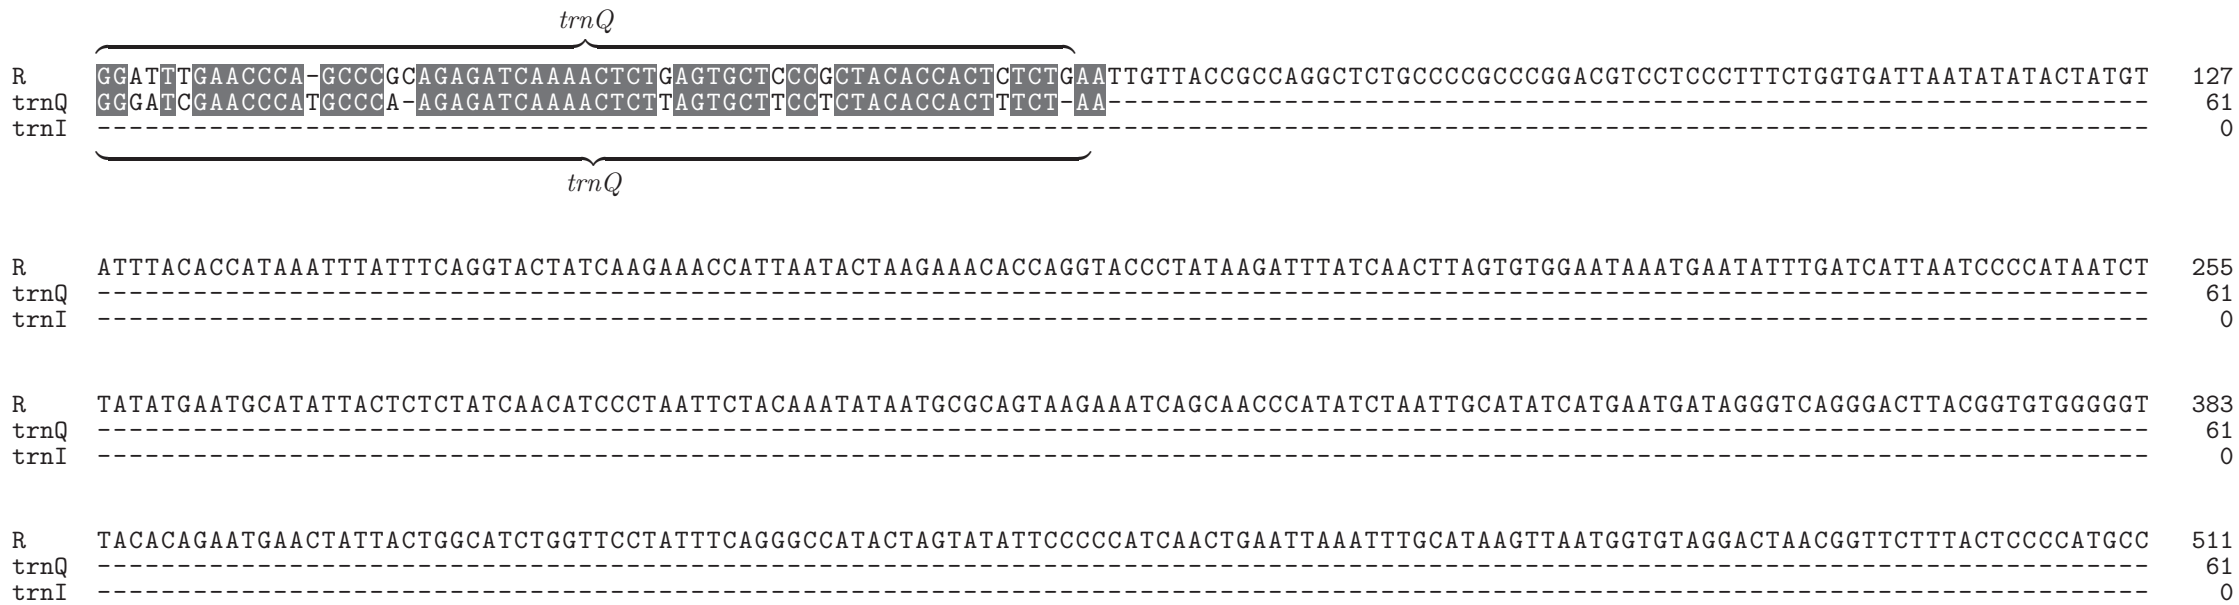 trnQ
R GGATTTGAACCCA-GCCCGCAGAGATCAAAACTCTGAGTGCTCCCGCTACACCACTCTCTGAATTGTTACCGCCAGGCTCTGCCCCGCCCGGACGTCCTCCCTTTCTGGTGATTAATATATACTATGT 127
trnQ GGGATCGAACCCATGCCCA-AGAGATCAAAACTCTTAGTGCTTCCTCTACACCACTTTCT-AA----------------------------------------------------------------- 61
trnI -------------------------------------------------------------------------------------------------------------------------------- 0
trnQ
R ATTTACACCATAAATTTATTTCAGGTACTATCAAGAAACCATTAATACTAAGAAACACCAGGTACCCTATAAGATTTATCAACTTAGTGTGGAATAAATGAATATTTGATCATTAATCCCCATAATCT 255
trnQ -------------------------------------------------------------------------------------------------------------------------------- 61
trnI -------------------------------------------------------------------------------------------------------------------------------- 0
R TATATGAATGCATATTACTCTCTATCAACATCCCTAATTCTACAAATATAATGCGCAGTAAGAAATCAGCAACCCATATCTAATTGCATATCATGAATGATAGGGTCAGGGACTTACGGTGTGGGGGT 383
trnQ -------------------------------------------------------------------------------------------------------------------------------- 61
trnI -------------------------------------------------------------------------------------------------------------------------------- 0
R TACACAGAATGAACTATTACTGGCATCTGGTTCCTATTTCAGGGCCATACTAGTATATTCCCCCATCAACTGAATTAAATTTGCATAAGTTAATGGTGTAGGACTAACGGTTCTTTACTCCCCATGCC 511
trnQ -------------------------------------------------------------------------------------------------------------------------------- 61
trnI -------------------------------------------------------------------------------------------------------------------------------- 0